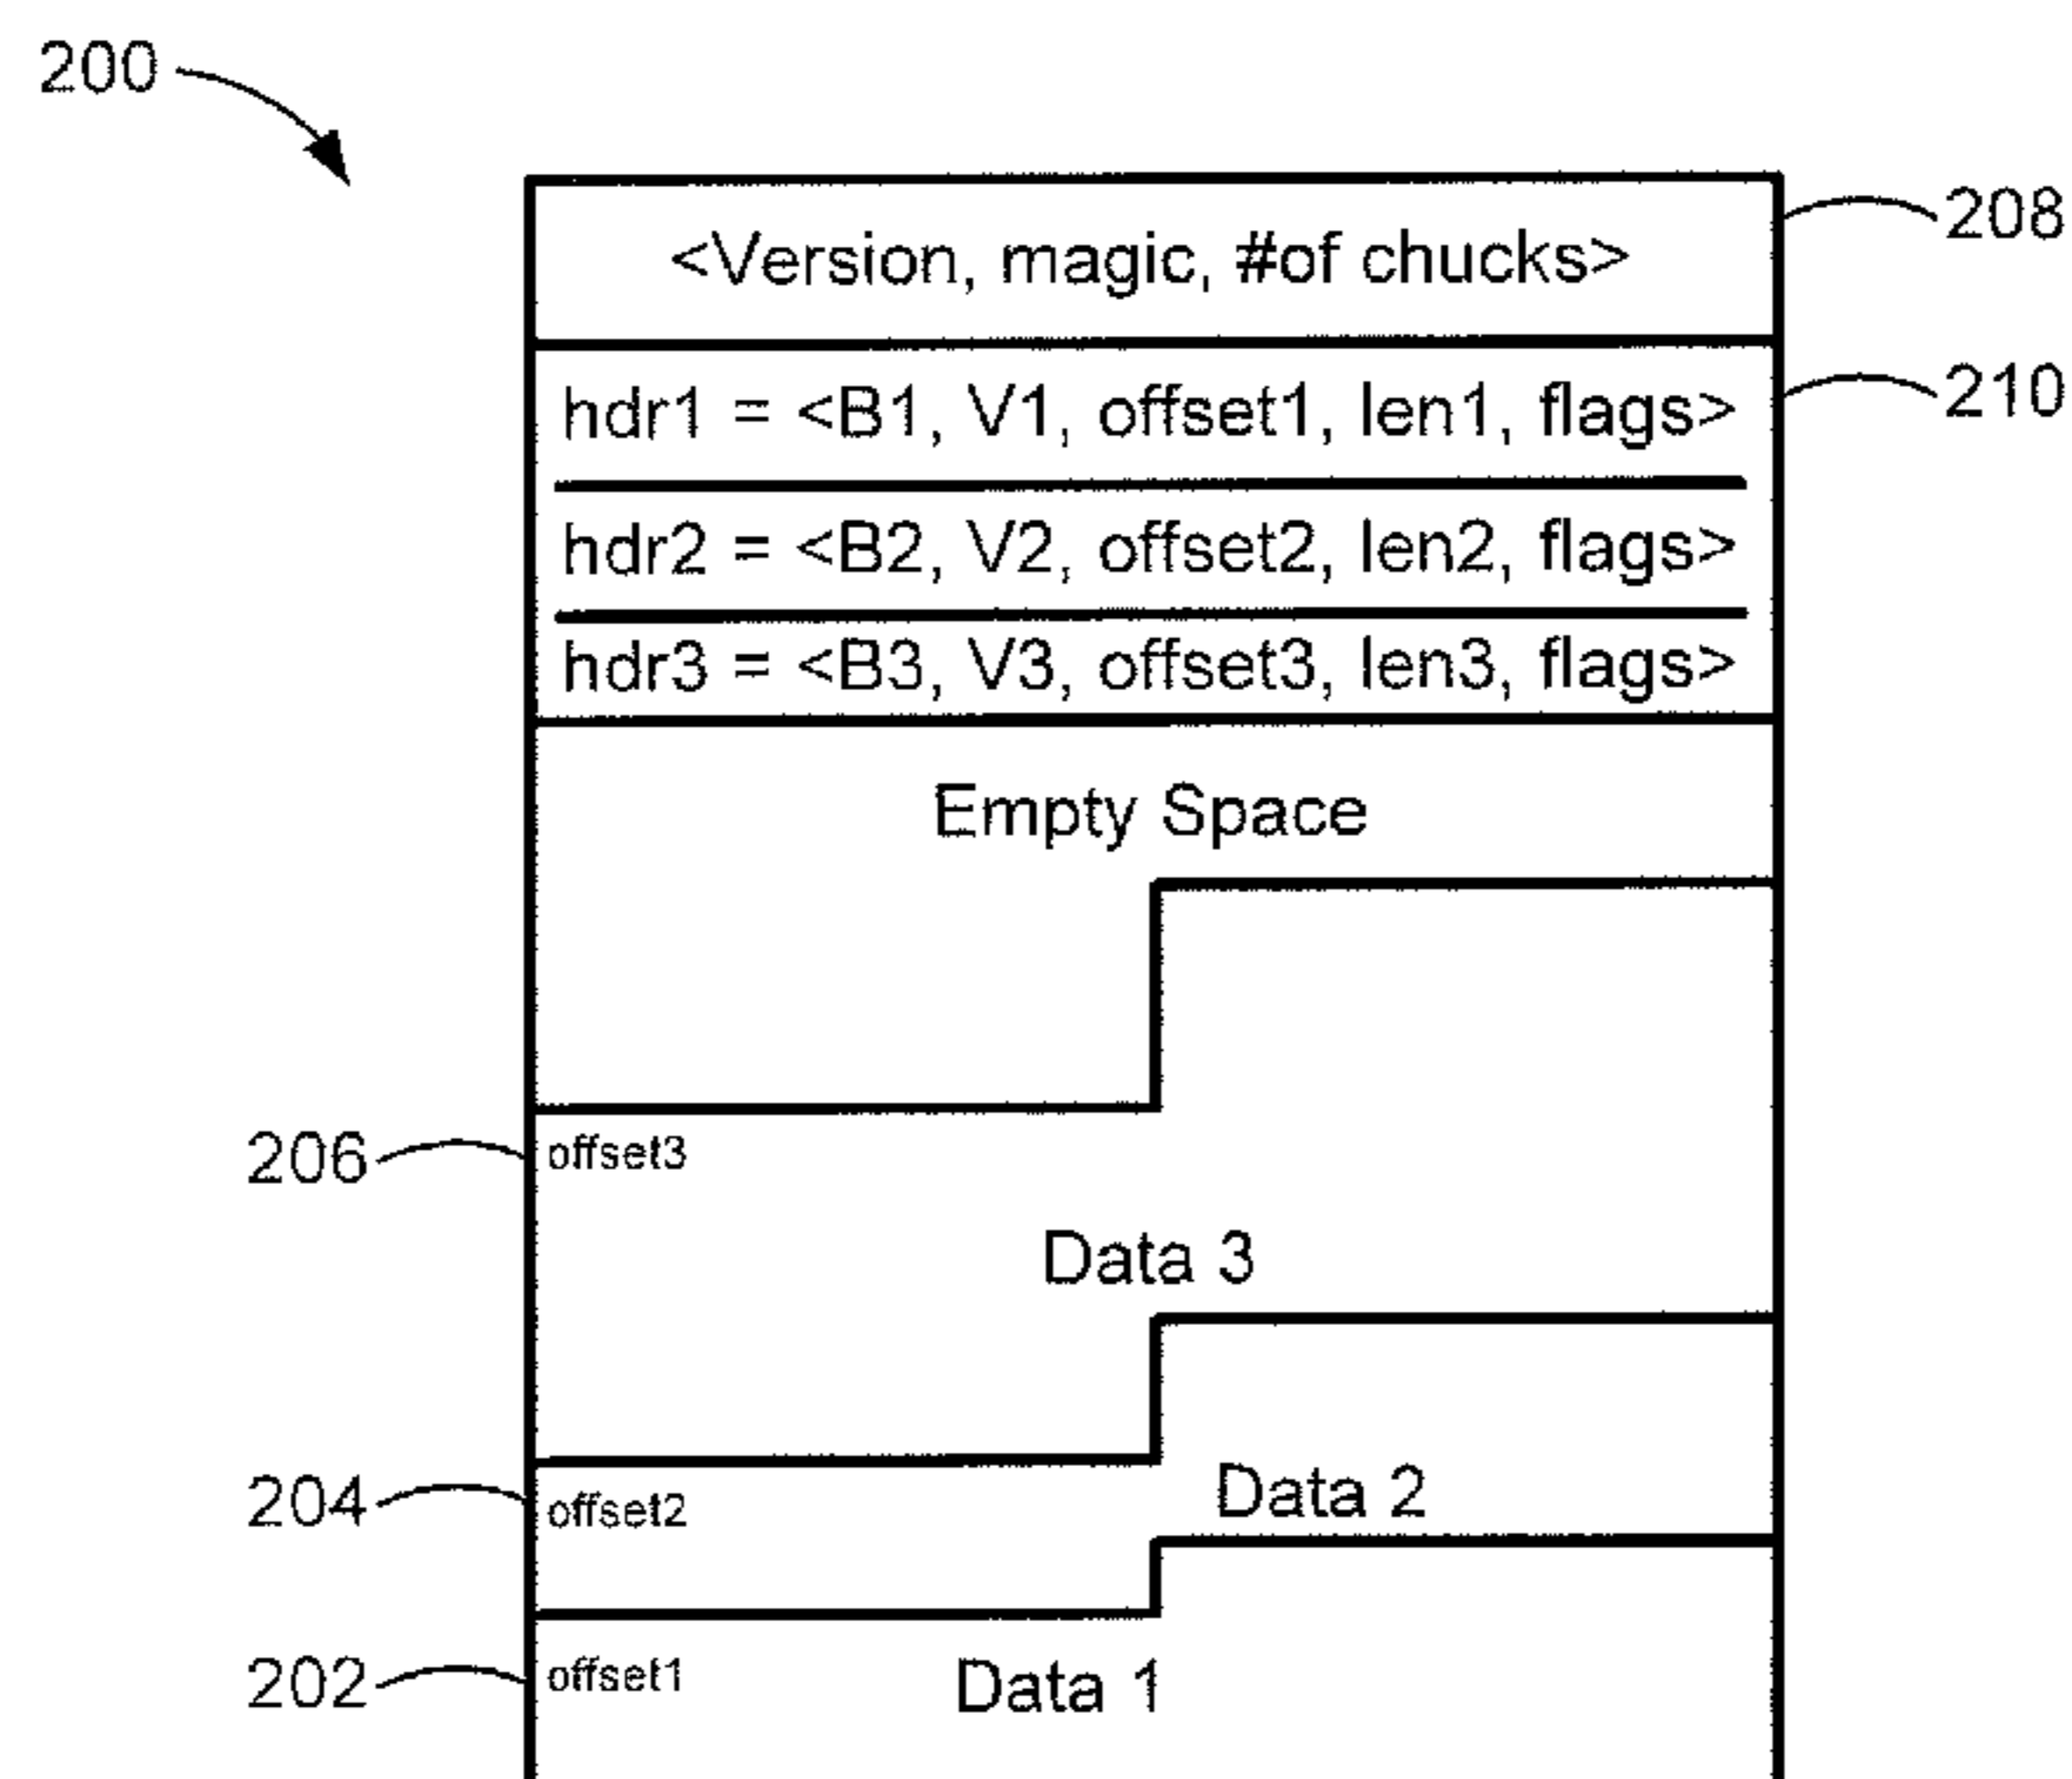 200
208
<Version, magic, #of chucks>
210
hdr1 = <B1, V1, offset1, len1, flags>
hdr2 = <B2, V2, offset2, len2, flags>
hdr3 = <B3, V3, offset3, len3, flags>
Empty Space
206
offset3
Data 3
204
offset2
Data 2
202
offset1
Data 1